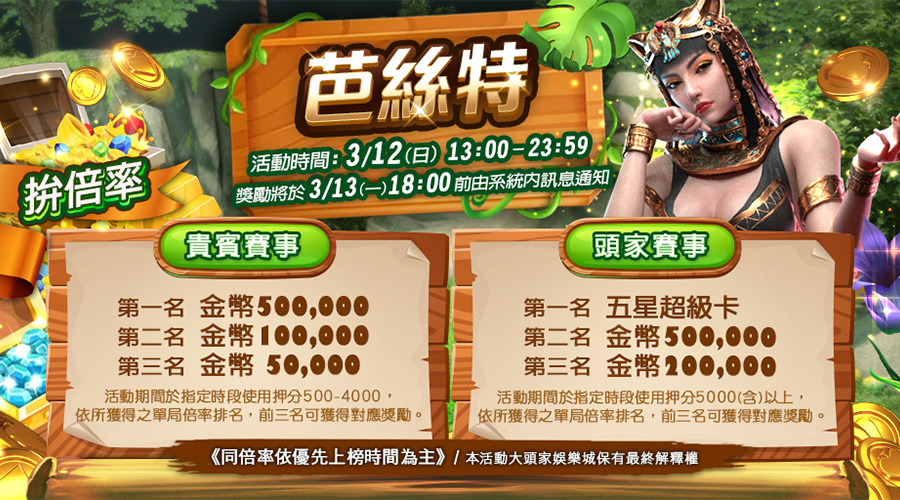 芭絲特
活動時間：3/12(日) 13:00-23:59
獎勵將於 3/13(一)18:00 前由系統內訊息通知
拚倍率
貴賓賽事
第一名 金幣500,000
第二名 金幣100,000
第三名 金幣 50,000
活動期間於指定時段使用押分500-4000，
依所獲得之單局倍率排名，前三名可獲得對應獎勵。
頭家賽事
第一名 五星超級卡
第二名 金幣500,000
第三名 金幣200,000
活動期間於指定時段使用押分5000(含)以上，
依所獲得之單局倍率排名，前三名可獲得對應獎勵。
《同倍率依優先上榜時間為主》/ 本活動大頭家娛樂城保有最終解釋權